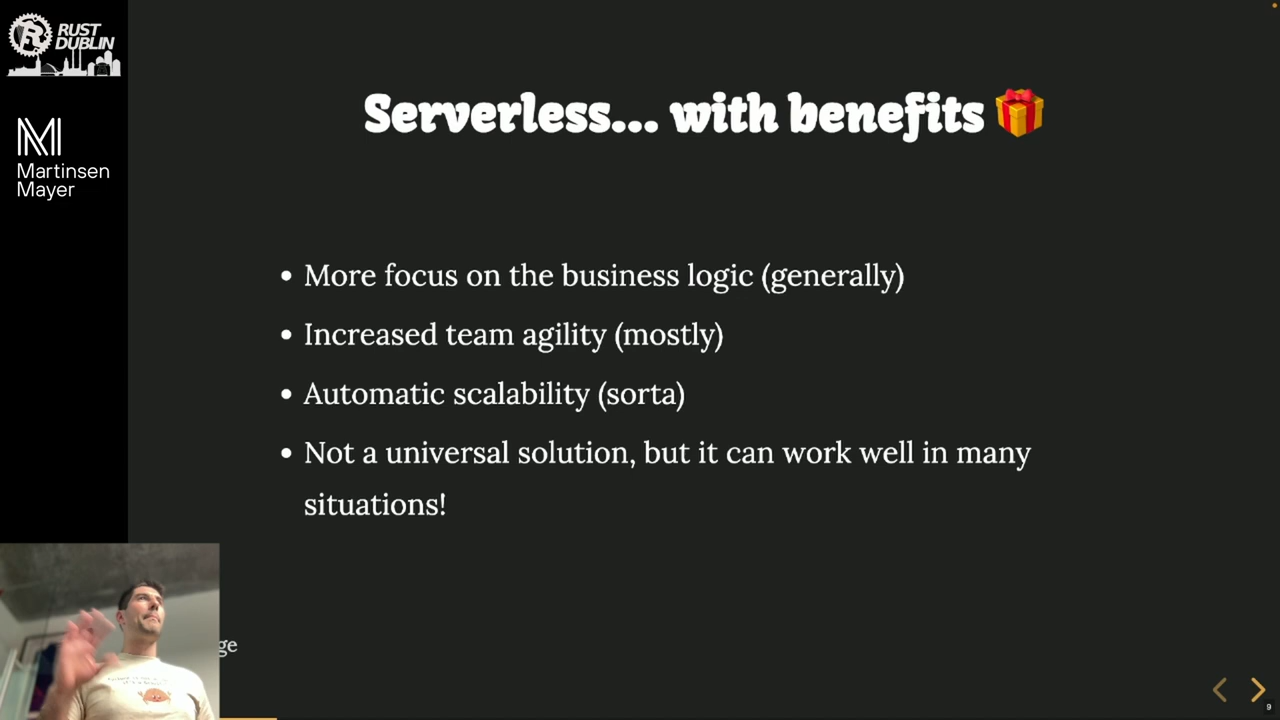 RUST
DUBLIN
Martinsen
Mayer
Serverless... with benefits 🎁
• More focus on the business logic (generally)
• Increased team agility (mostly)
• Automatic scalability (sorta)
• Not a universal solution, but it can work well in many
situations!
ge
9